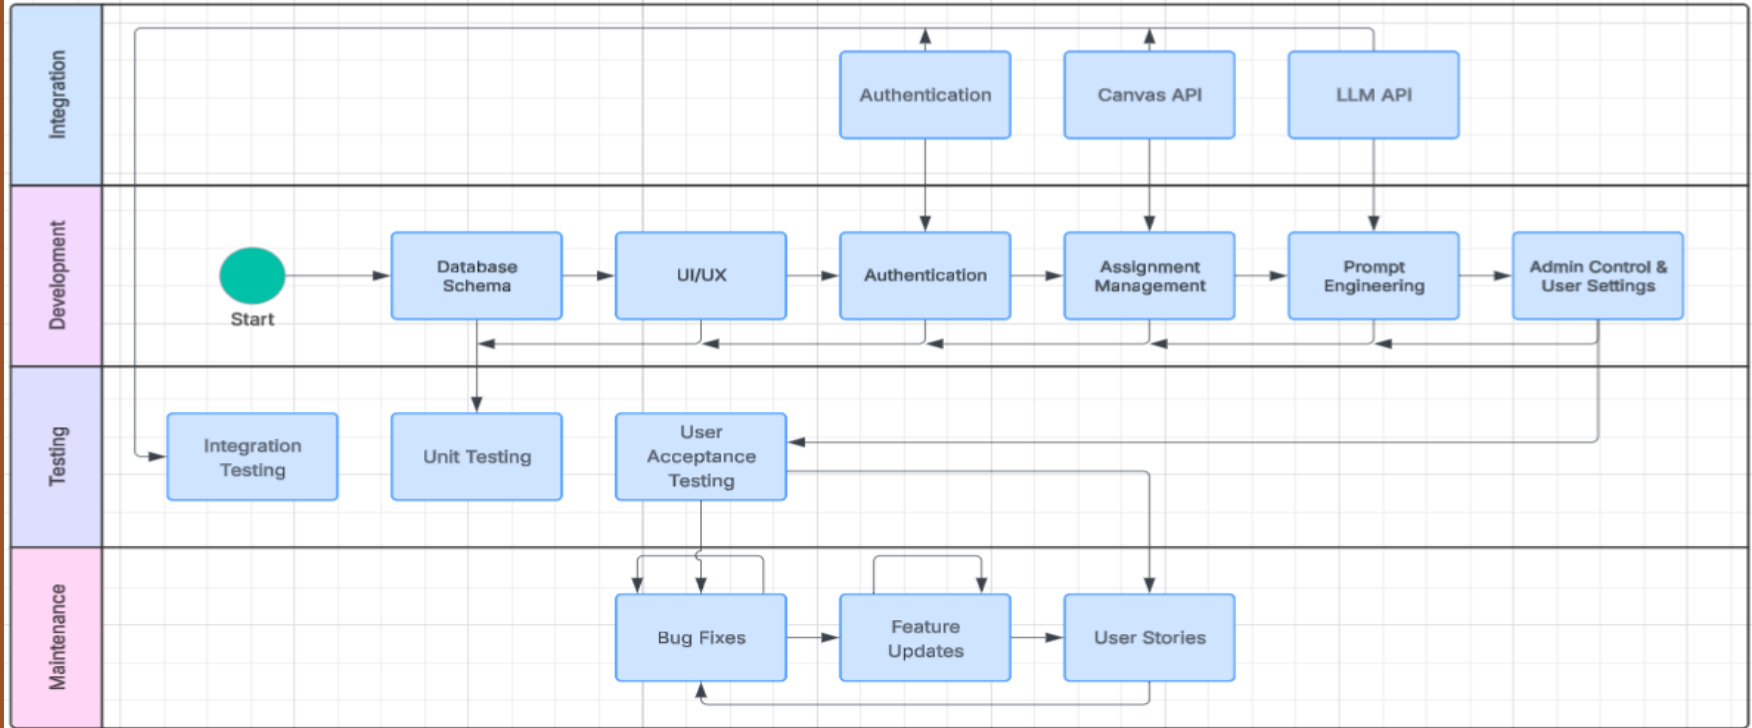 Integration
Authentication
Canvas API
LLM API
Development
Start
Database
Schema
UI/UX
Authentication
Assignment
Management
Prompt
Engineering
Admin Control &
User Settings
Testing
Integration
Testing
Unit Testing
User
Acceptance
Testing
Maintenance
Bug Fixes
Feature
Updates
User Stories